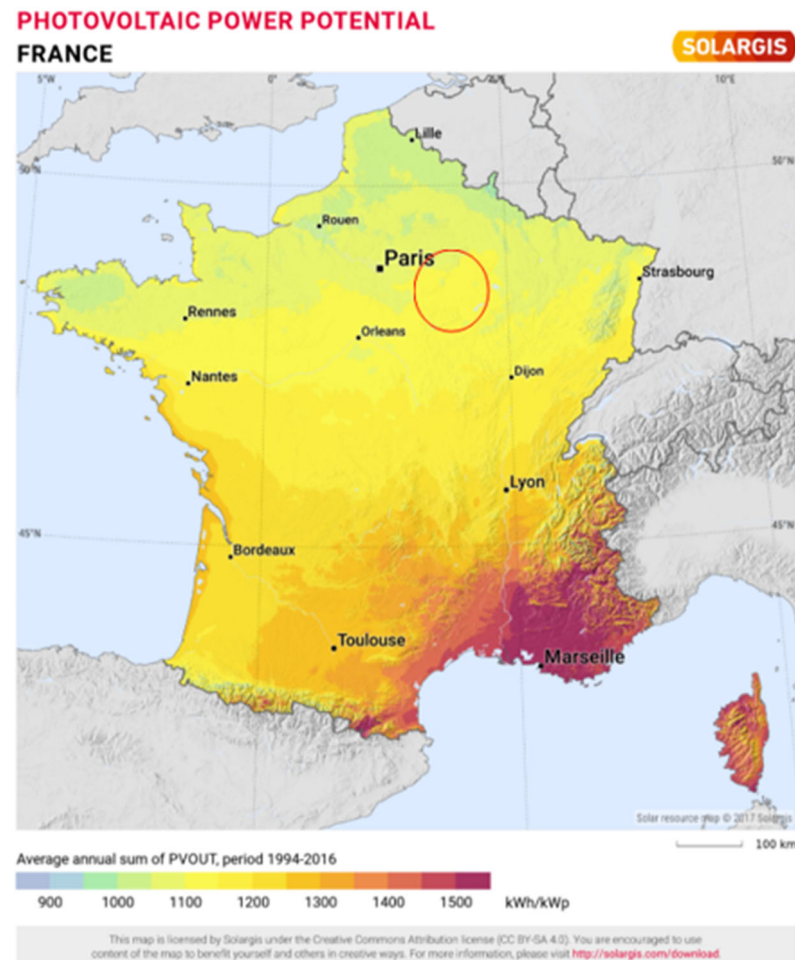 PHOTOVOLTAIC POWER POTENTIAL
FRANCE
SOLARGIS
5°W 0° 10°E
Lille
50°N
50°N
Rouen
Paris
Strasbourg
Rennes
Orleans
Nantes
Dijon
Lyon
45°N
45°N
Bordeaux
Toulouse
Marseille
Solar resource map © 2017 Solargis
100 km
Average annual sum of PVOUT, period 1994-2016
900 1000 1100 1200 1300 1400 1500 kWh/kWp
This map is licensed by Solargis under the Creative Commons Attribution license (CC BY-SA 4.0). You are encouraged to use
content of the map to benefit yourself and others in creative ways. For more information, please visit http://solargis.com/download.